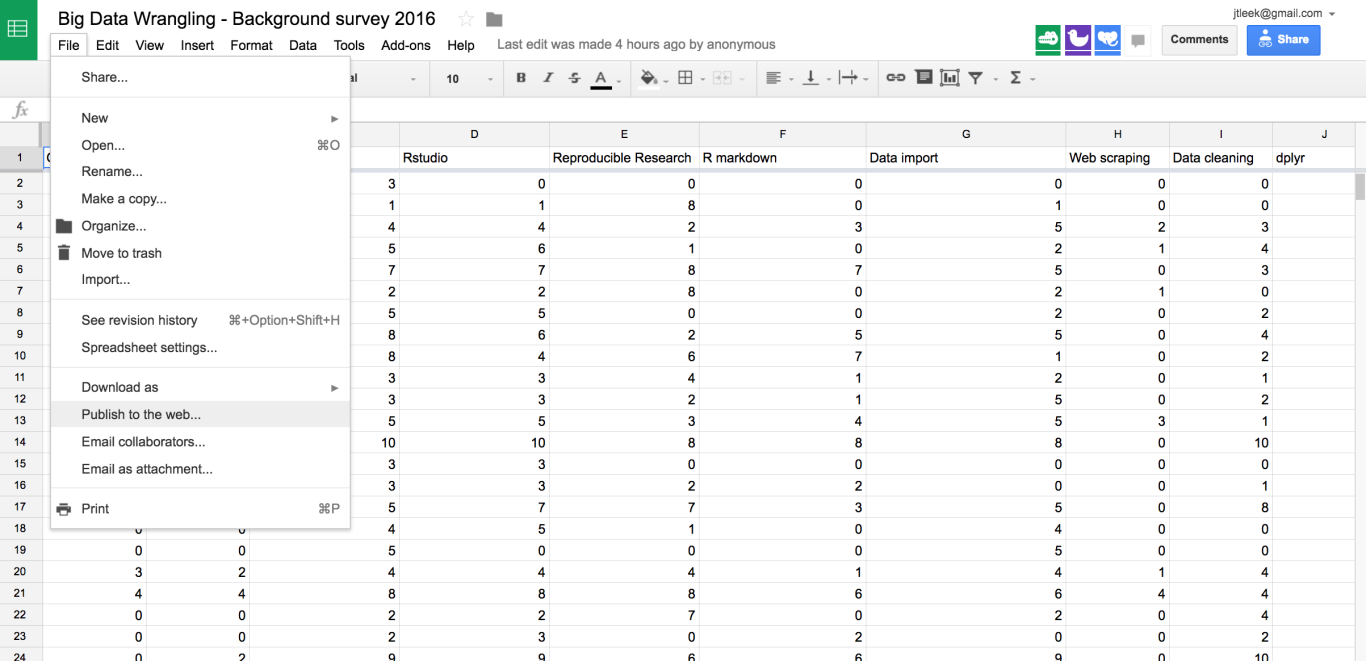 Big Data Wrangling - Background survey 2016
jtleek@gmail.com
File Edit View Insert Format Data Tools Add-ons Help Last edit was made 4 hours ago by anonymous
Comments Share
10 B I S A Σ
fx
Share...
New
Open... ⌘O
Rename...
Make a copy...
Organize...
Move to trash
Import...
See revision history ⌘+Option+Shift+H
Spreadsheet settings...
Download as
Publish to the web...
Email collaborators...
Email as attachment...
Print ⌘P
D E F G H I J
1 Rstudio Reproducible Research R markdown Data import Web scraping Data cleaning dplyr
2 3 0 0 0 0 0 0
3 1 1 8 0 1 0 0
4 4 4 2 3 5 2 3
5 5 6 1 0 2 1 4
6 7 7 8 7 5 0 3
7 2 2 8 0 2 1 0
8 5 5 0 0 2 0 2
9 8 6 2 5 5 0 4
10 8 4 6 7 1 0 2
11 3 3 4 1 2 0 1
12 3 3 2 1 5 0 2
13 5 5 3 4 5 3 1
14 10 10 8 8 8 0 10
15 3 3 0 0 0 0 0
16 3 3 2 2 0 0 1
17 5 7 7 3 5 0 8
18 0 0 4 5 1 0 4 0 0
19 0 0 5 0 0 0 5 0 0
20 3 2 4 4 4 1 4 1 4
21 4 4 8 8 8 6 6 4 4
22 0 0 2 2 7 0 2 0 4
23 0 0 2 3 0 2 0 0 2
24 0 2 9 9 6 6 9 0 10